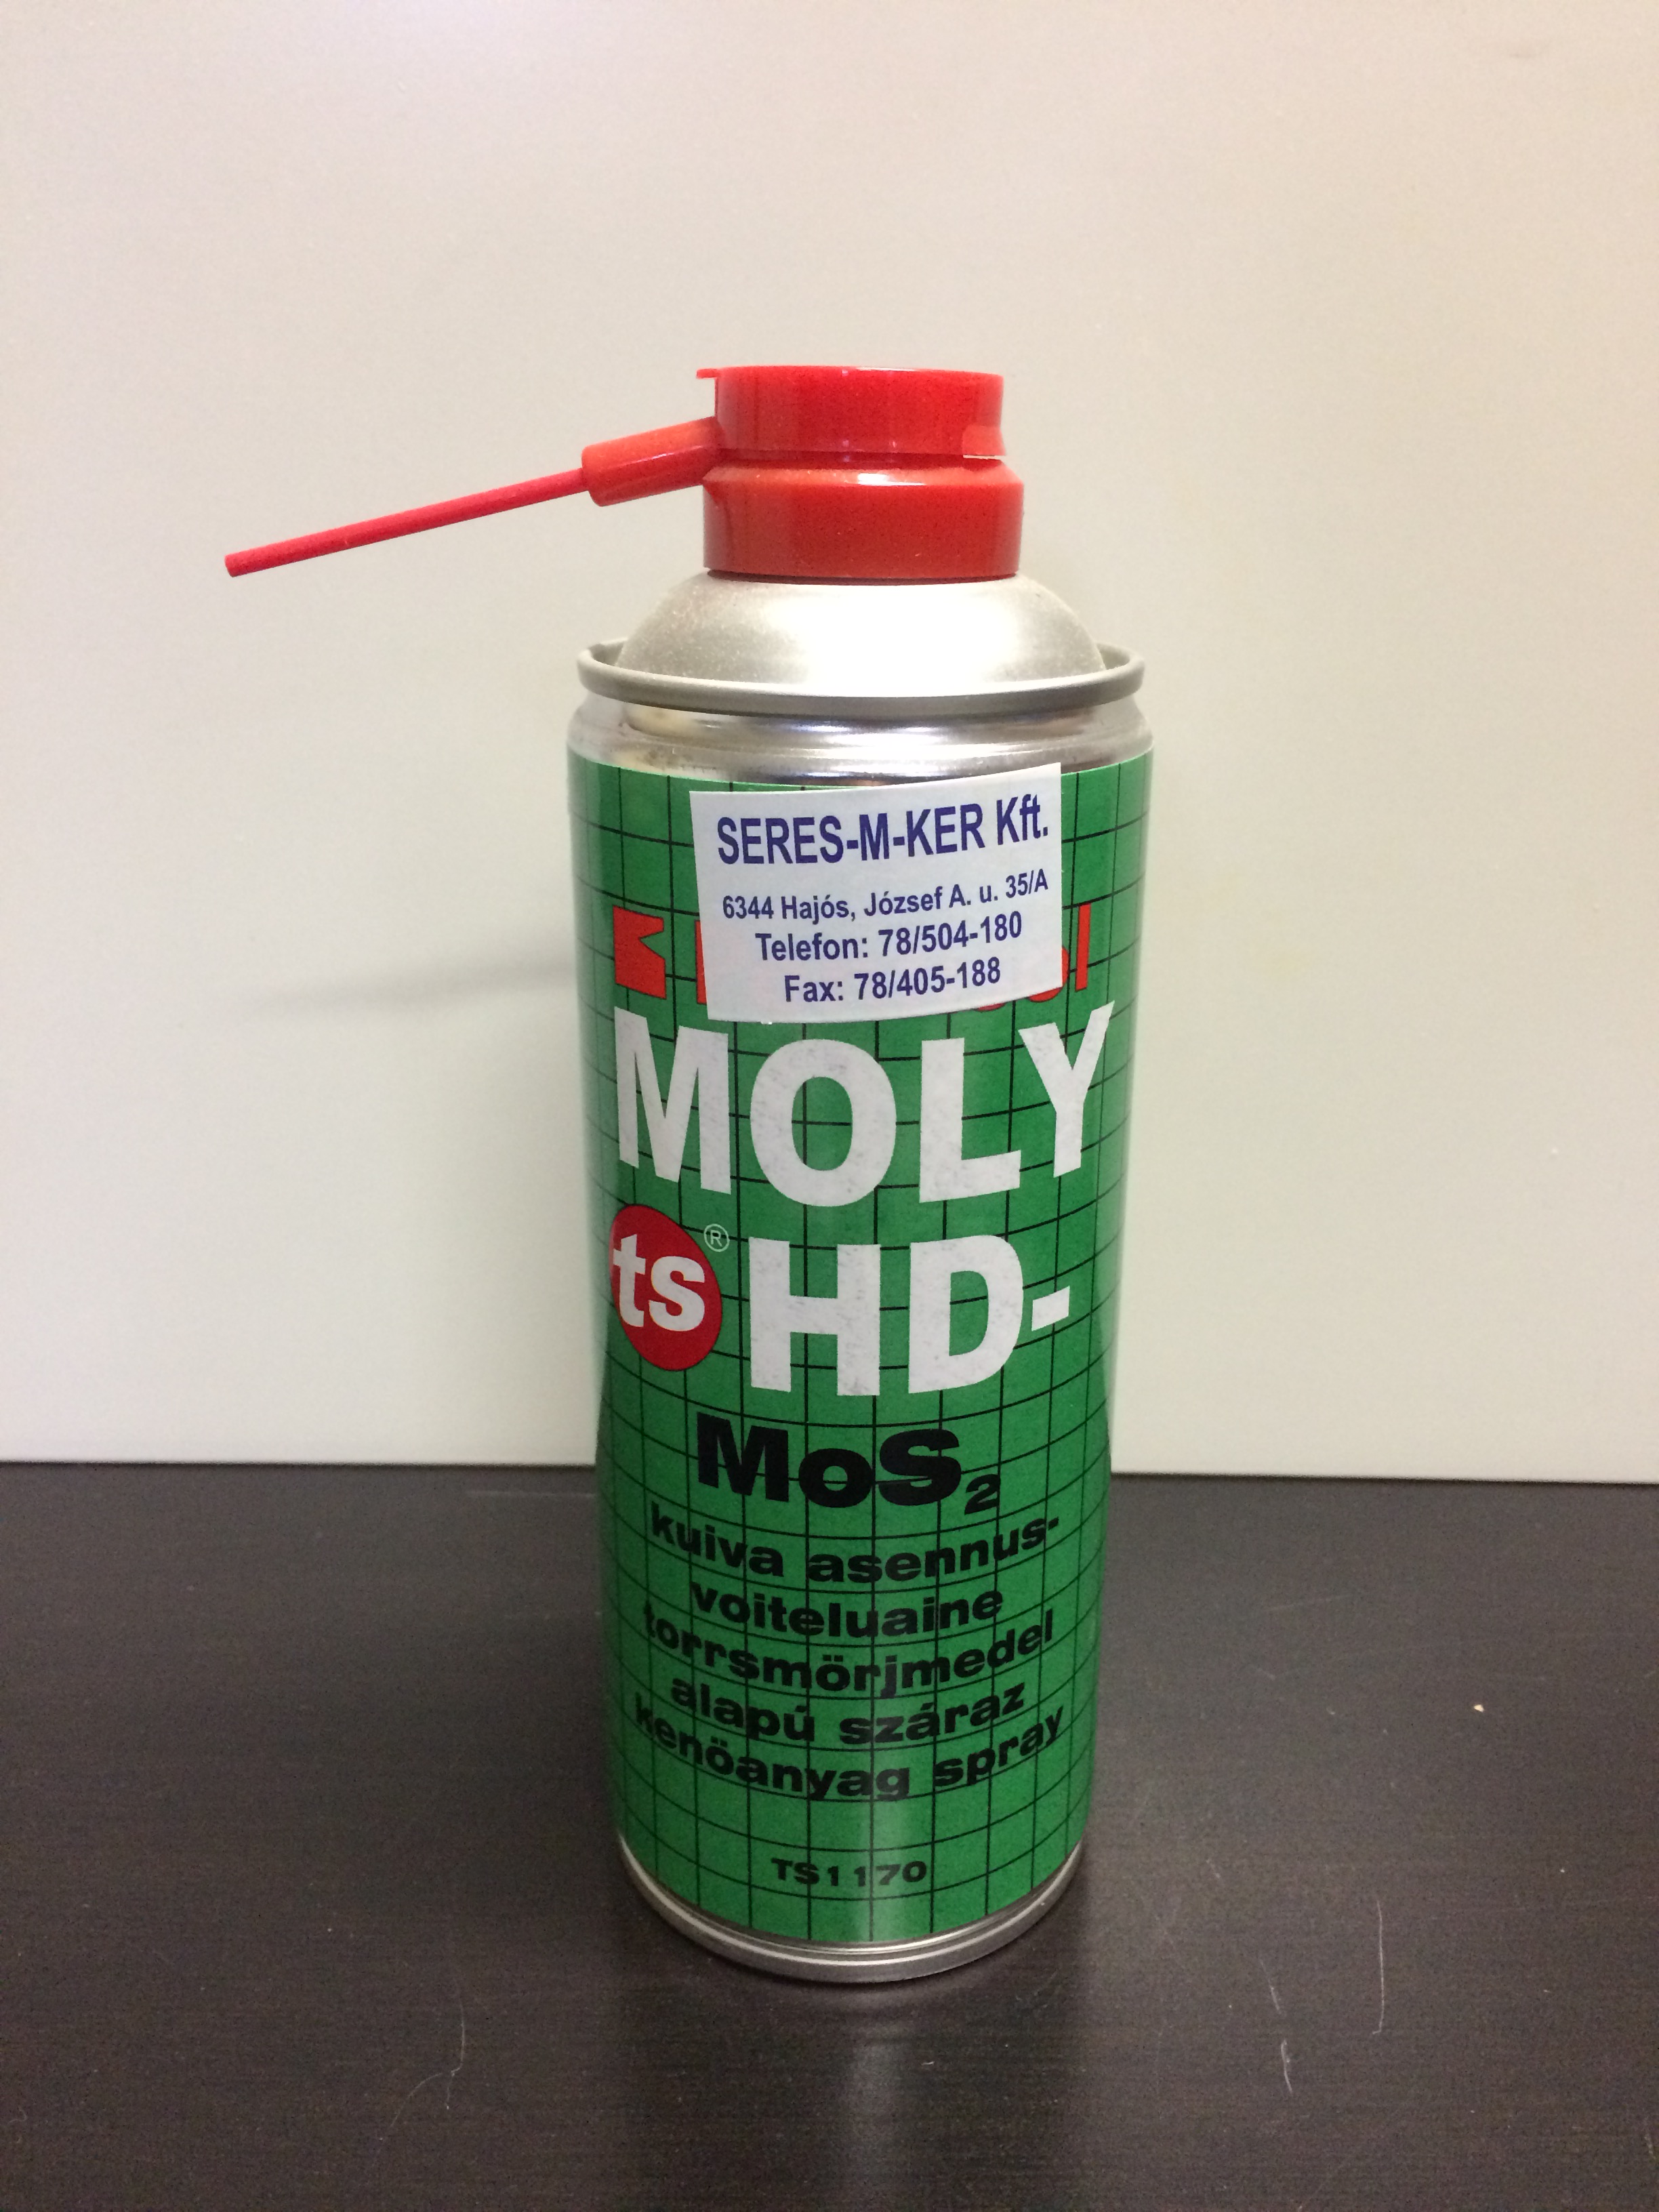 SERES-M-KER Kft.
6344 Hajós, József A. u. 35/A
Telefon: 78/504-180
Fax: 78/405-188
MOLY
ts® HD-
MoS₂
kuiva asennus-
voiteluaine
torrsmörjmedel
alapú száraz
kenöanyag spray
TS1170